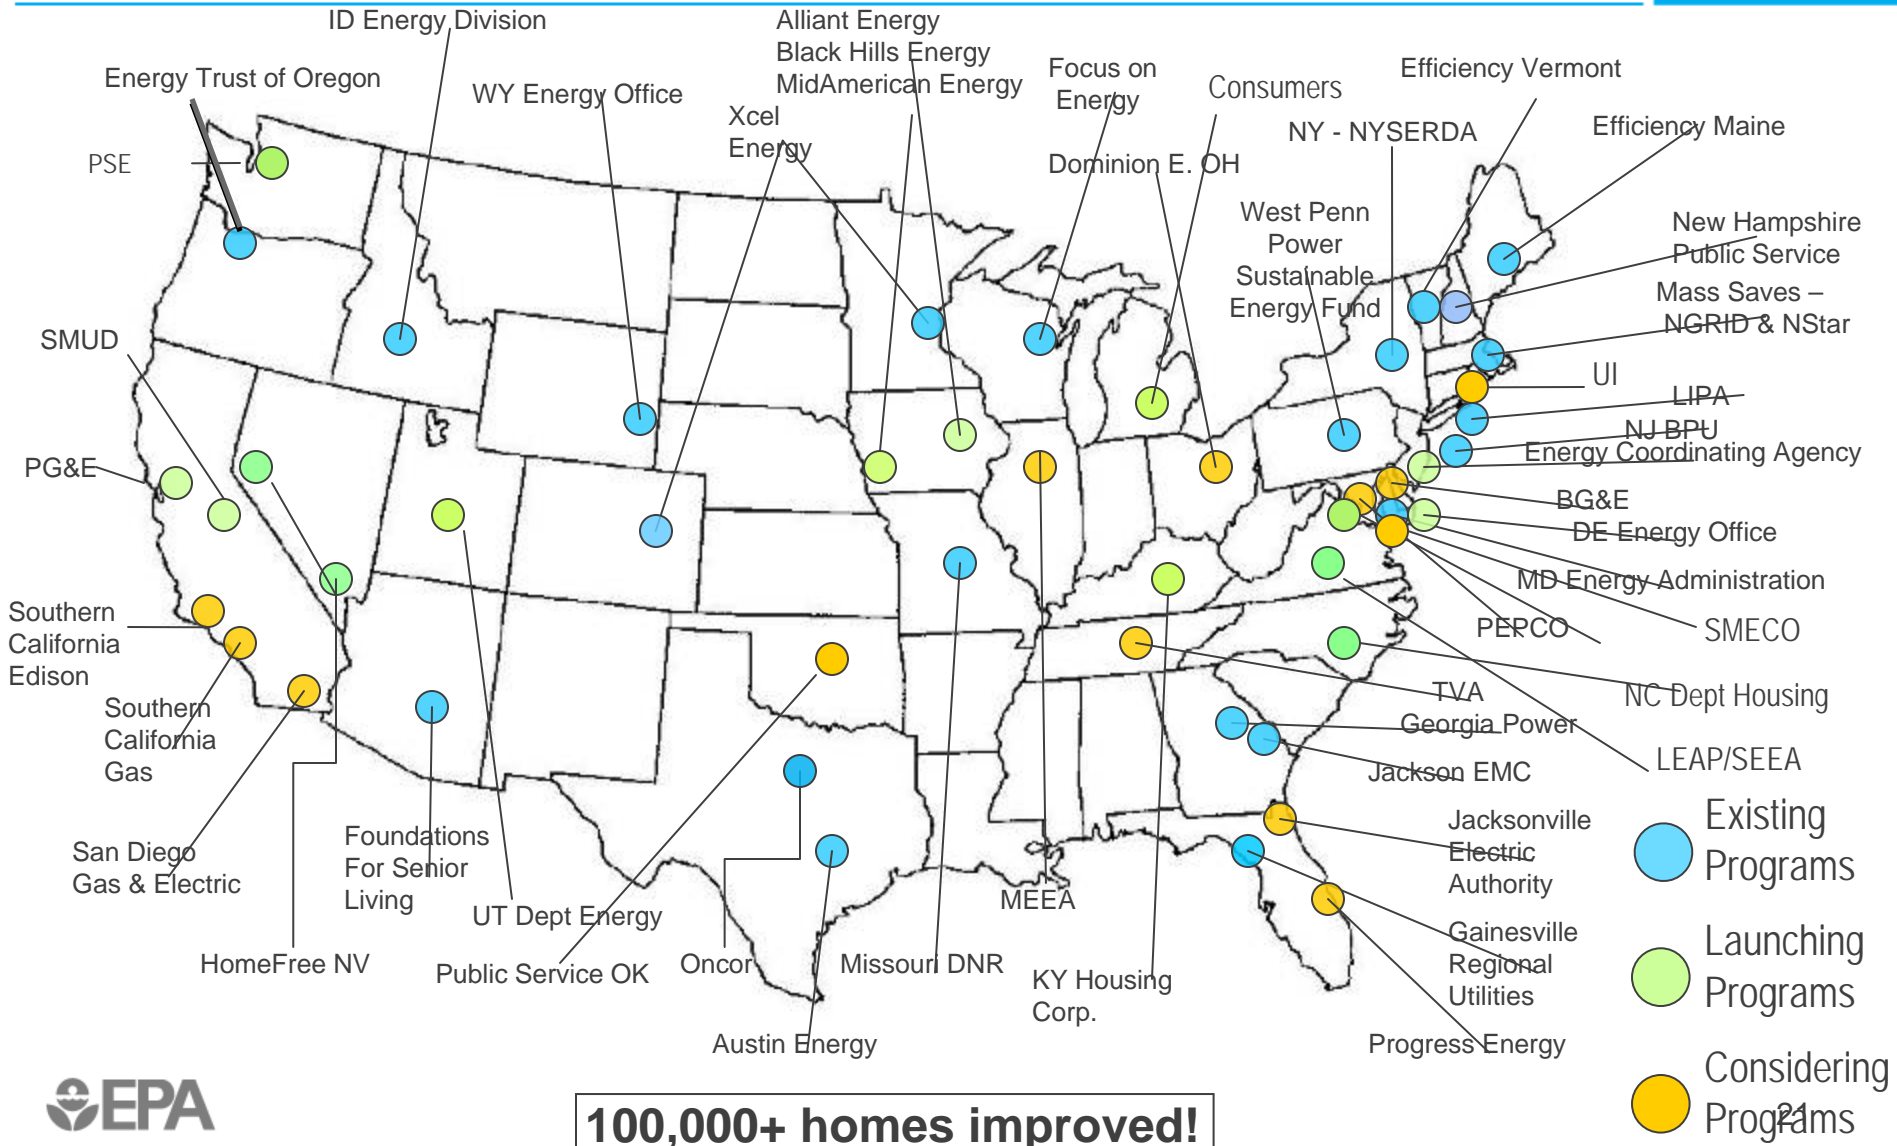 ID Energy Division
Alliant Energy
Black Hills Energy
MidAmerican Energy
Energy Trust of Oregon
WY Energy Office
Xcel
Energy
Focus on
Energy
Consumers
Efficiency Vermont
NY - NYSERDA
Efficiency Maine
PSE
Dominion E. OH
West Penn
Power
Sustainable
Energy Fund
New Hampshire
Public Service
Mass Saves –
NGRID & NStar
SMUD
UI
LIPA
NJ BPU
Energy Coordinating Agency
PG&E
BG&E
DE Energy Office
MD Energy Administration
PEPCO
SMECO
Southern
California
Edison
Southern
California
Gas
TVA
NC Dept Housing
Georgia Power
LEAP/SEEA
Jackson EMC
San Diego
Gas & Electric
Foundations
For Senior
Living
Jacksonville
Electric
Authority
UT Dept Energy
MEEA
HomeFree NV
Public Service OK
Oncor
Missouri DNR
KY Housing
Corp.
Gainesville
Regional
Utilities
Austin Energy
Progress Energy
Existing
Programs
Launching
Programs
Considering
Programs
21
EPA
100,000+ homes improved!